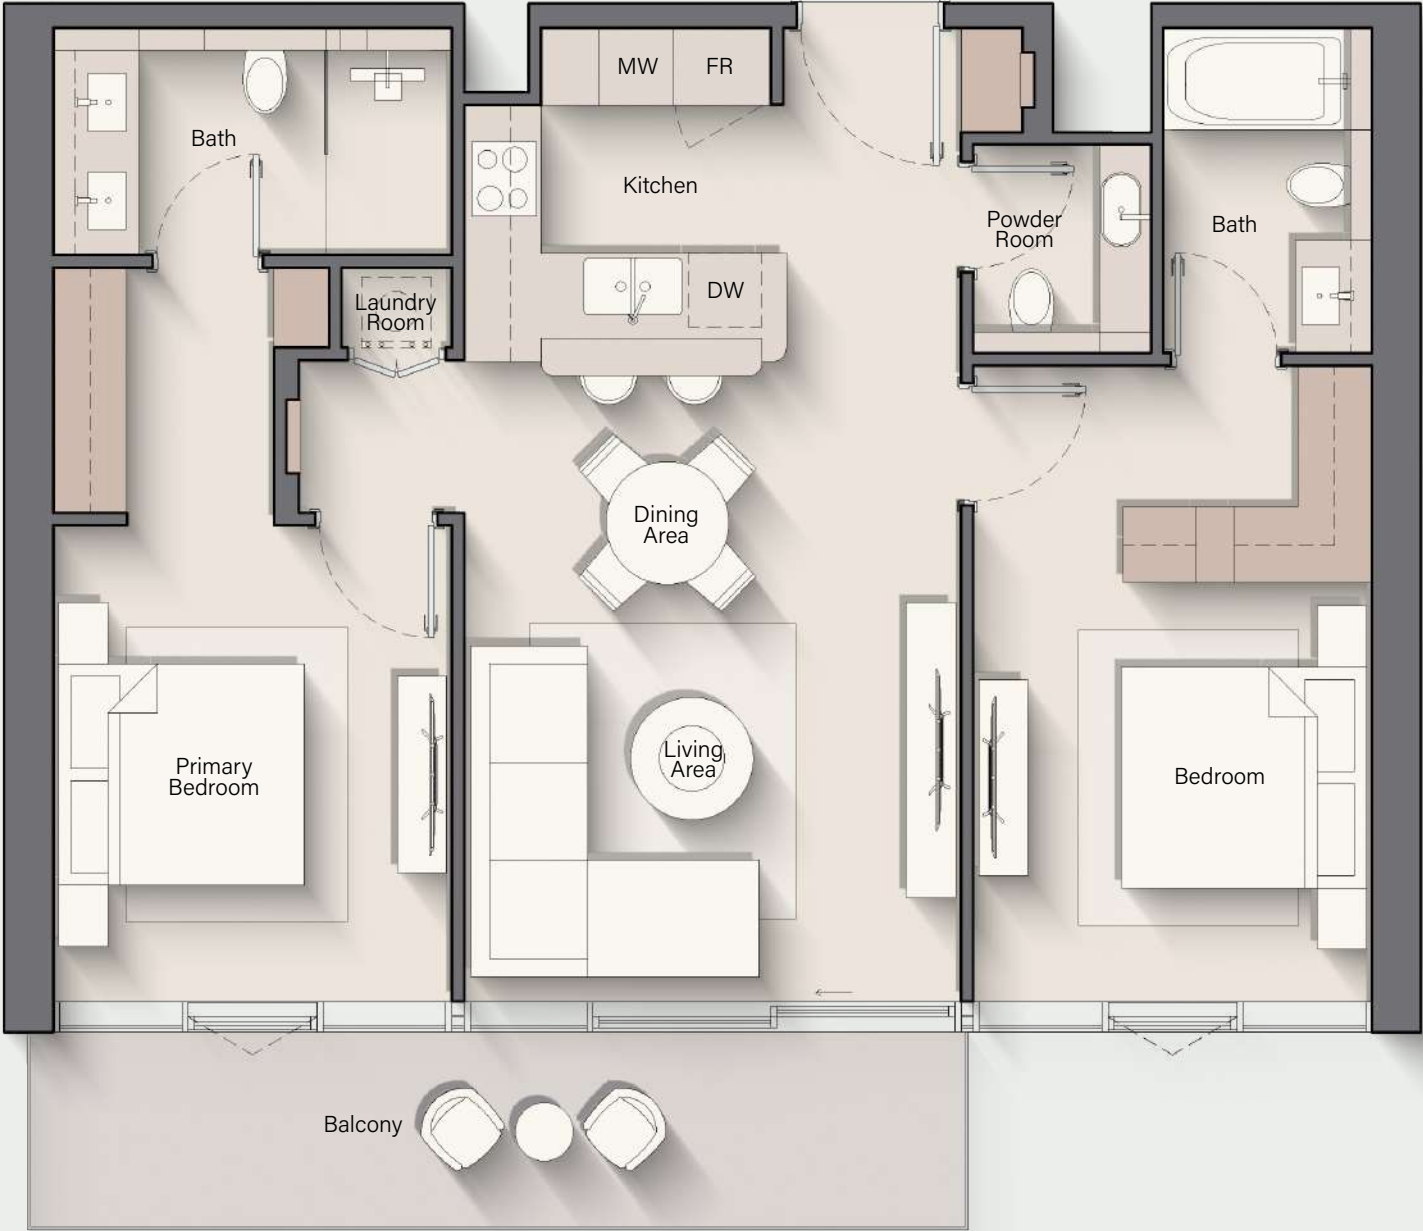 MW
FR
Bath
Kitchen
Powder
Room
Bath
DW
Laundry
Room
Dining
Area
Living
Area
Primary
Bedroom
Bedroom
Balcony